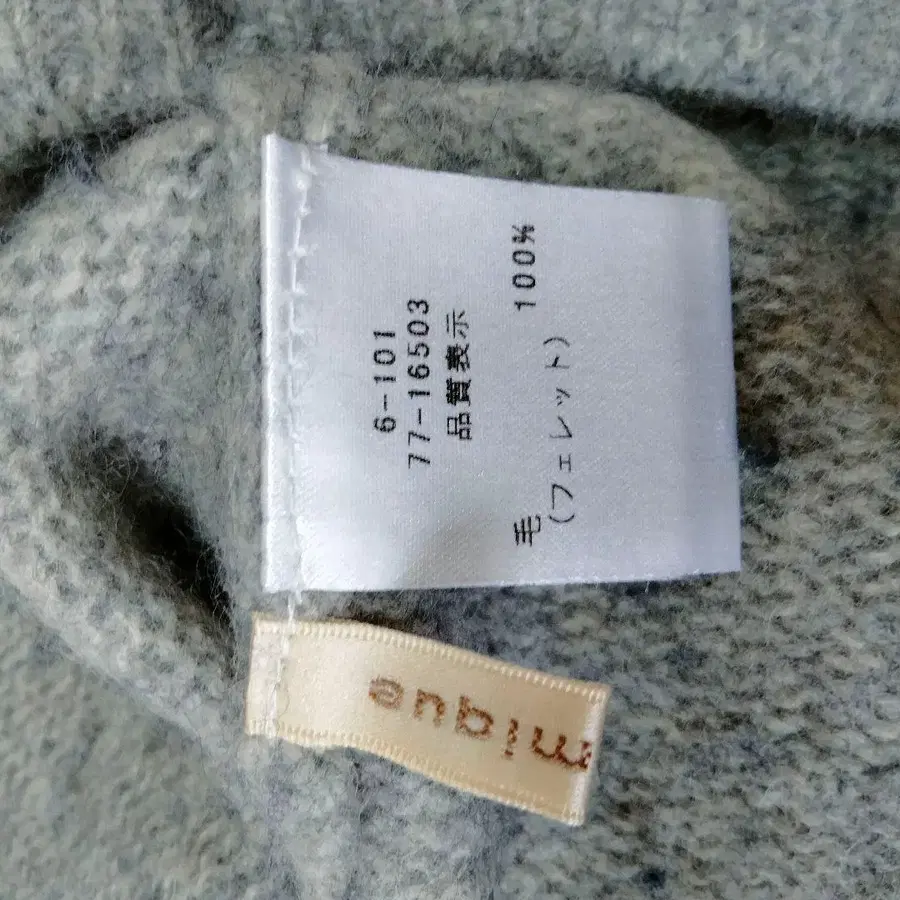 6-101
77-16503
品質表示
毛 100%
(フェレット)
mique